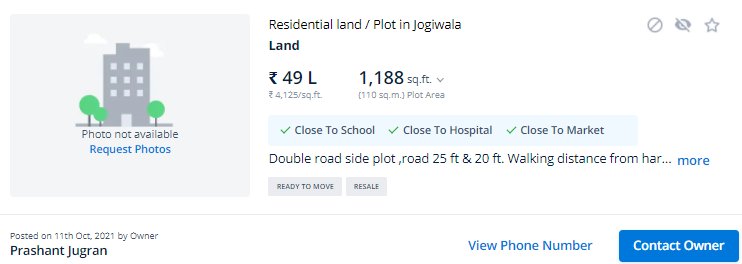 Residential land / Plot in Jogiwala
Land
₹ 49 L
₹ 4,125/sq.ft.
1,188 sq.ft.
(110 sq.m.) Plot Area
Photo not available
Request Photos
Close To School
Close To Hospital
Close To Market
Double road side plot ,road 25 ft & 20 ft. Walking distance from har... more
READY TO MOVE
RESALE
Posted on 11th Oct, 2021 by Owner
Prashant Jugran
View Phone Number
Contact Owner